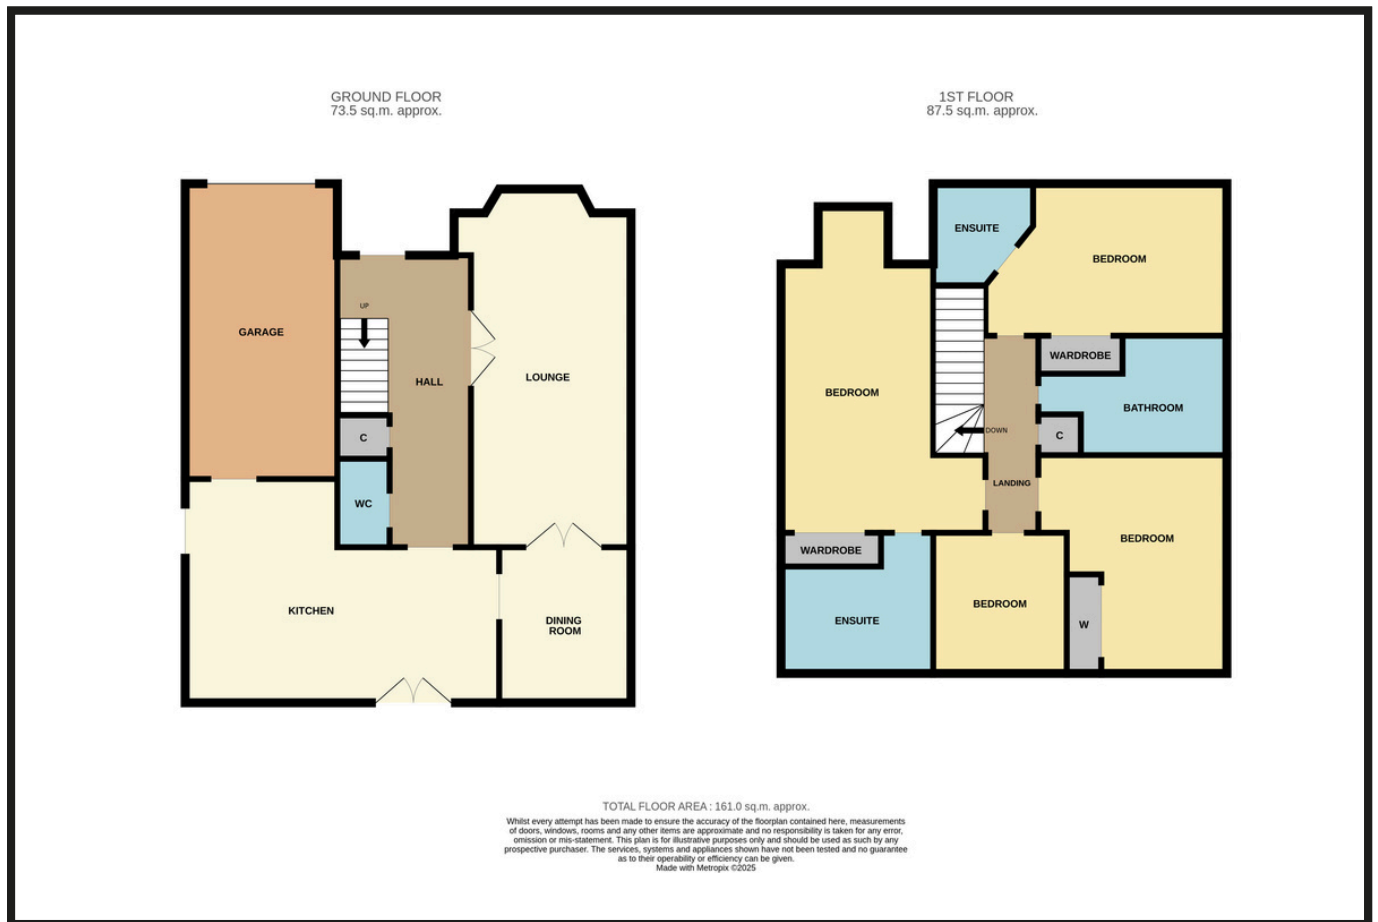 GROUND FLOOR
73.5 sq.m. approx.
1ST FLOOR
87.5 sq.m. approx.
GARAGE
UP
HALL
LOUNGE
C
WC
KITCHEN
DINING
ROOM
ENSUITE
BEDROOM
WARDROBE
BEDROOM
BATHROOM
DOWN
C
LANDING
BEDROOM
WARDROBE
ENSUITE
BEDROOM
W
TOTAL FLOOR AREA : 161.0 sq.m. approx.
Whilst every attempt has been made to ensure the accuracy of the floorplan contained here, measurements
of doors, windows, rooms and any other items are approximate and no responsibility is taken for any error,
omission or mis-statement. This plan is for illustrative purposes only and should be used as such by any
prospective purchaser. The services, systems and appliances shown have not been tested and no guarantee
as to their operability or efficiency can be given.
Made with Metropix ©2025